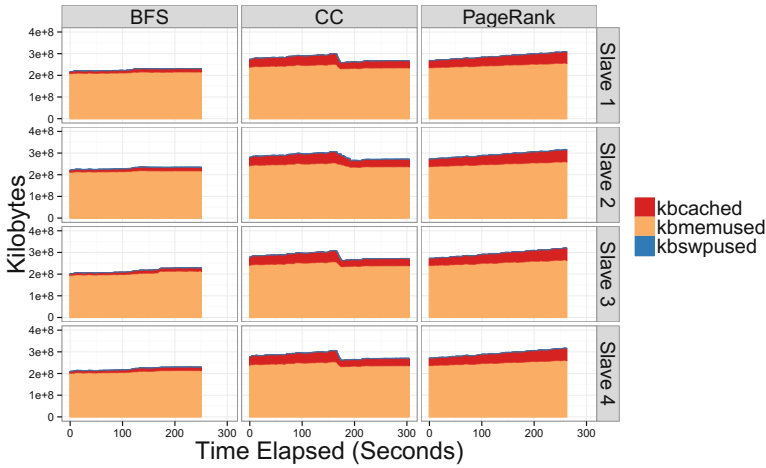 BFS CC PageRank
4e+8
3e+8
2e+8
1e+8
0
Slave 1
4e+8
3e+8
2e+8
1e+8
0
Slave 2
4e+8
3e+8
2e+8
1e+8
0
Slave 3
4e+8
3e+8
2e+8
1e+8
0
Slave 4
Kilobytes
0 100 200 300 0 100 200 300 0 100 200 300
Time Elapsed (Seconds)
kbcached
kbmemused
kbswpused